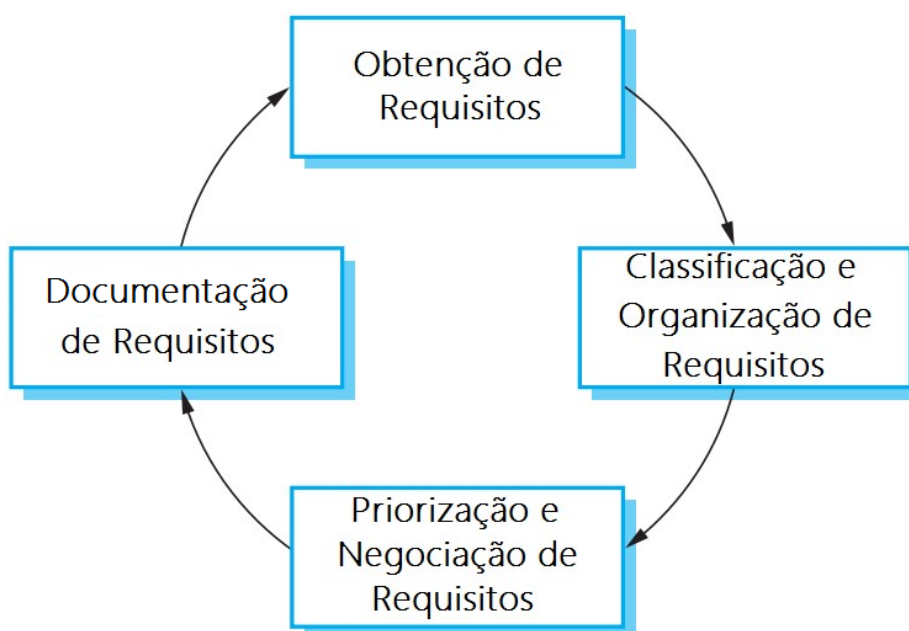 Obtenção de
Requisitos
Classificação e
Organização de
Requisitos
Priorização e
Negociação de
Requisitos
Documentação
de Requisitos